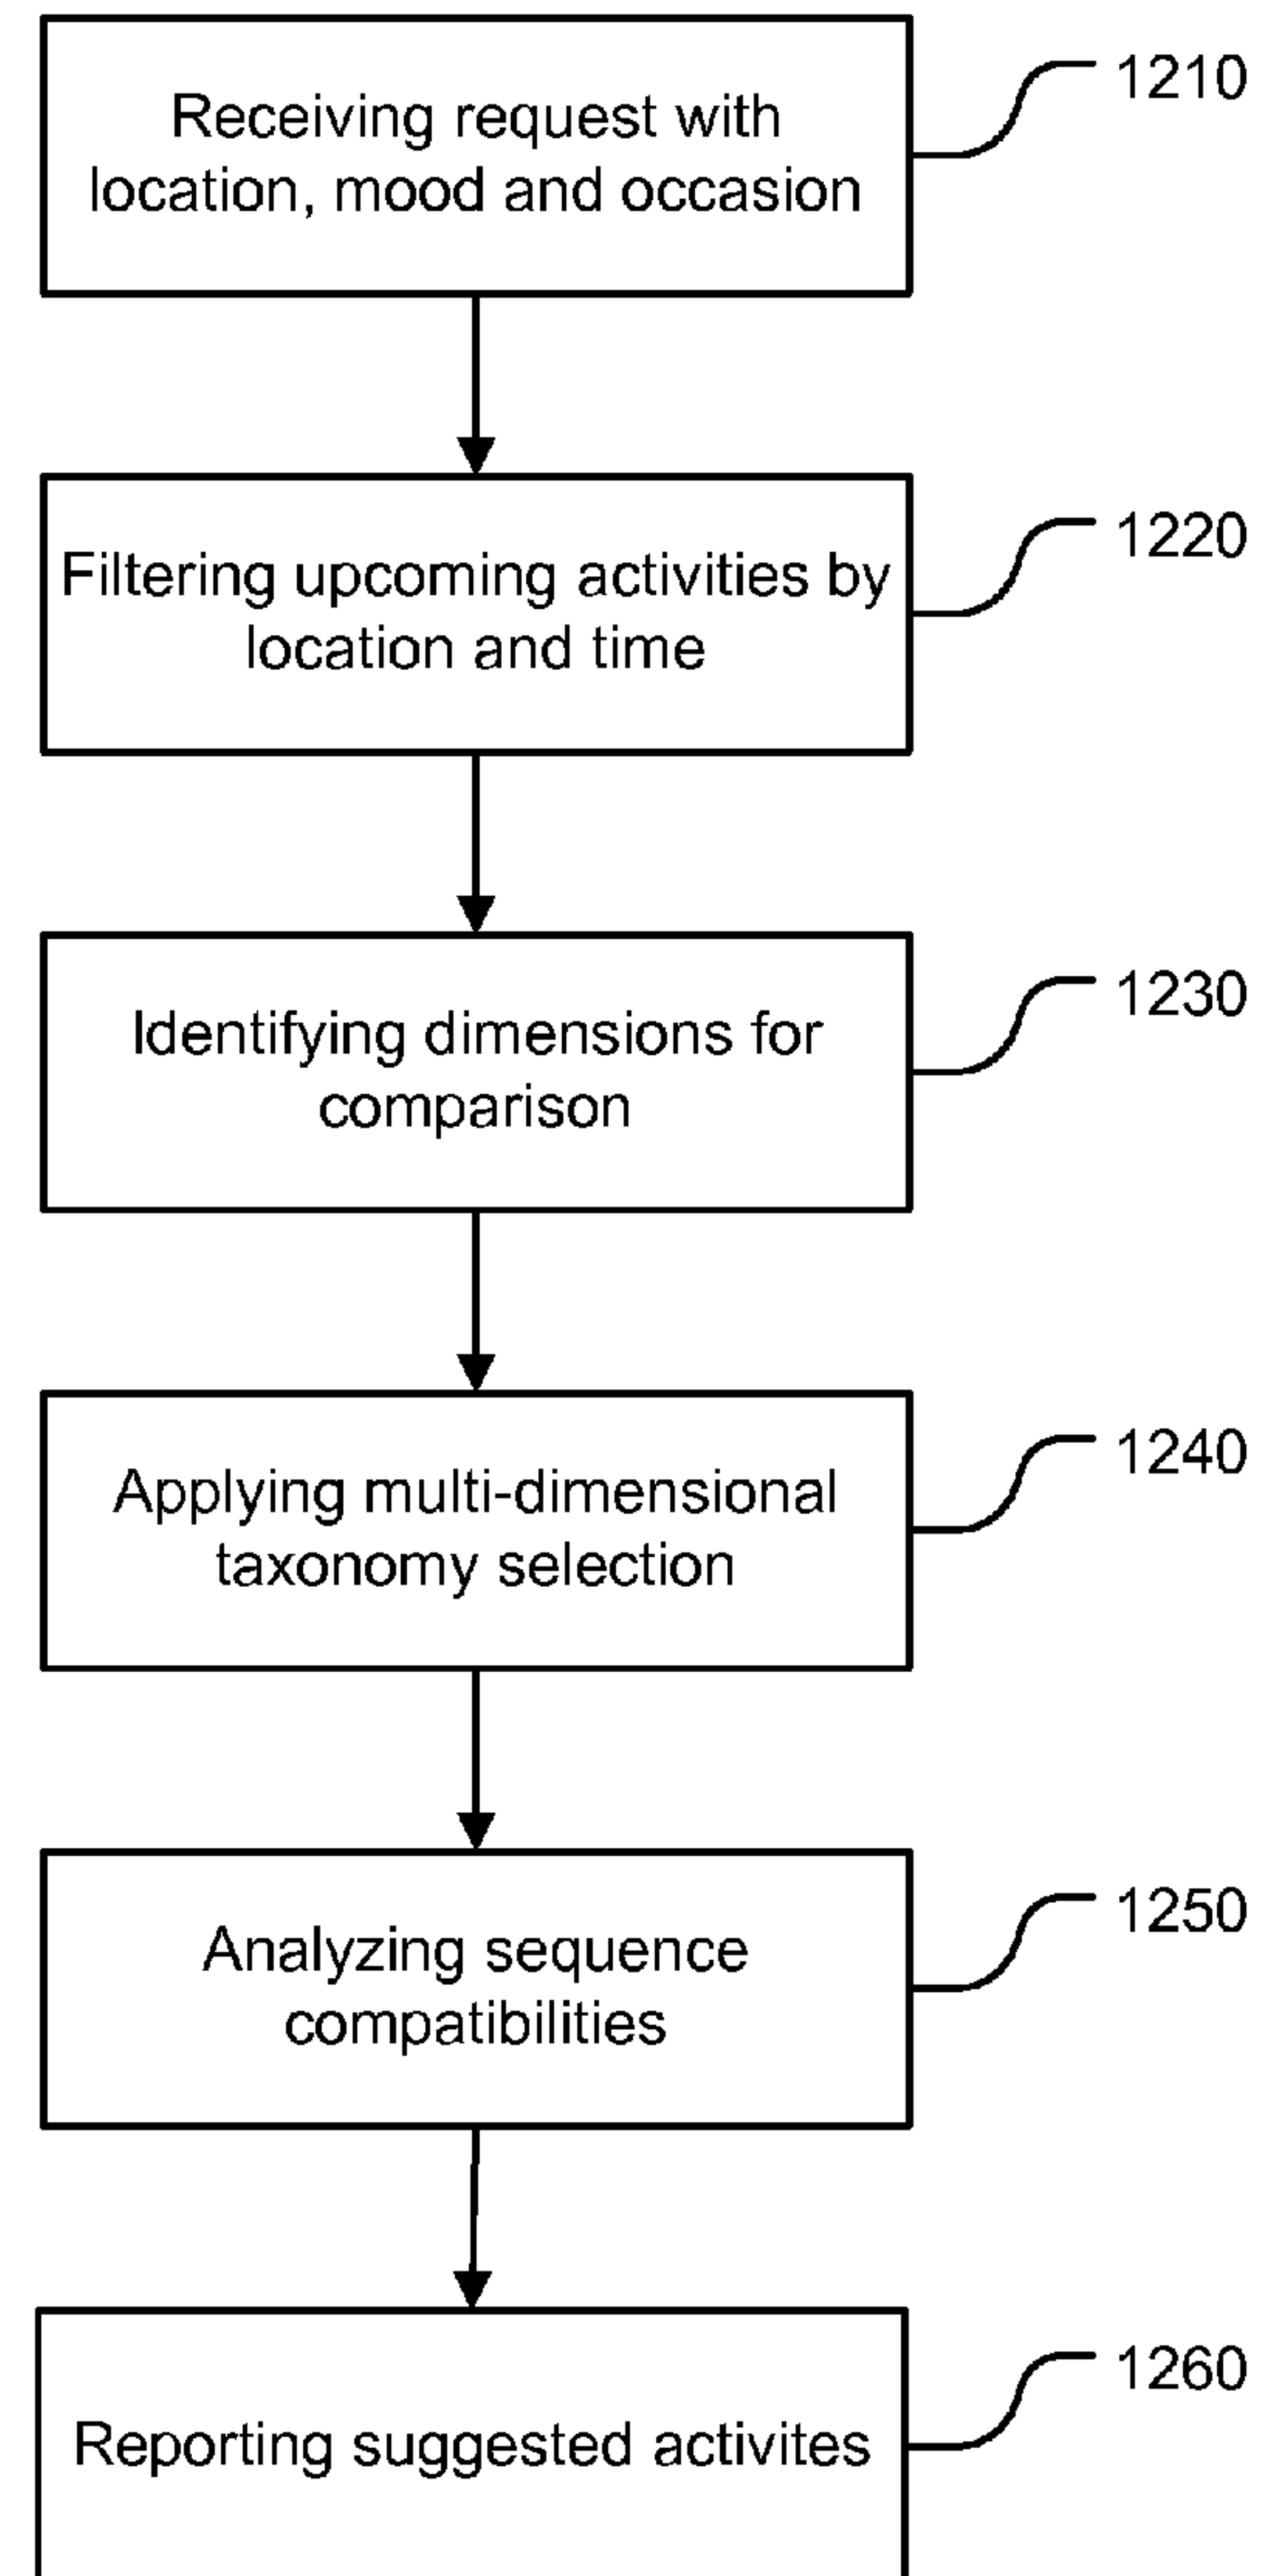 Receiving request with
location, mood and occasion
1210
Filtering upcoming activities by
location and time
1220
Identifying dimensions for
comparison
1230
Applying multi-dimensional
taxonomy selection
1240
Analyzing sequence
compatibilities
1250
Reporting suggested activites
1260